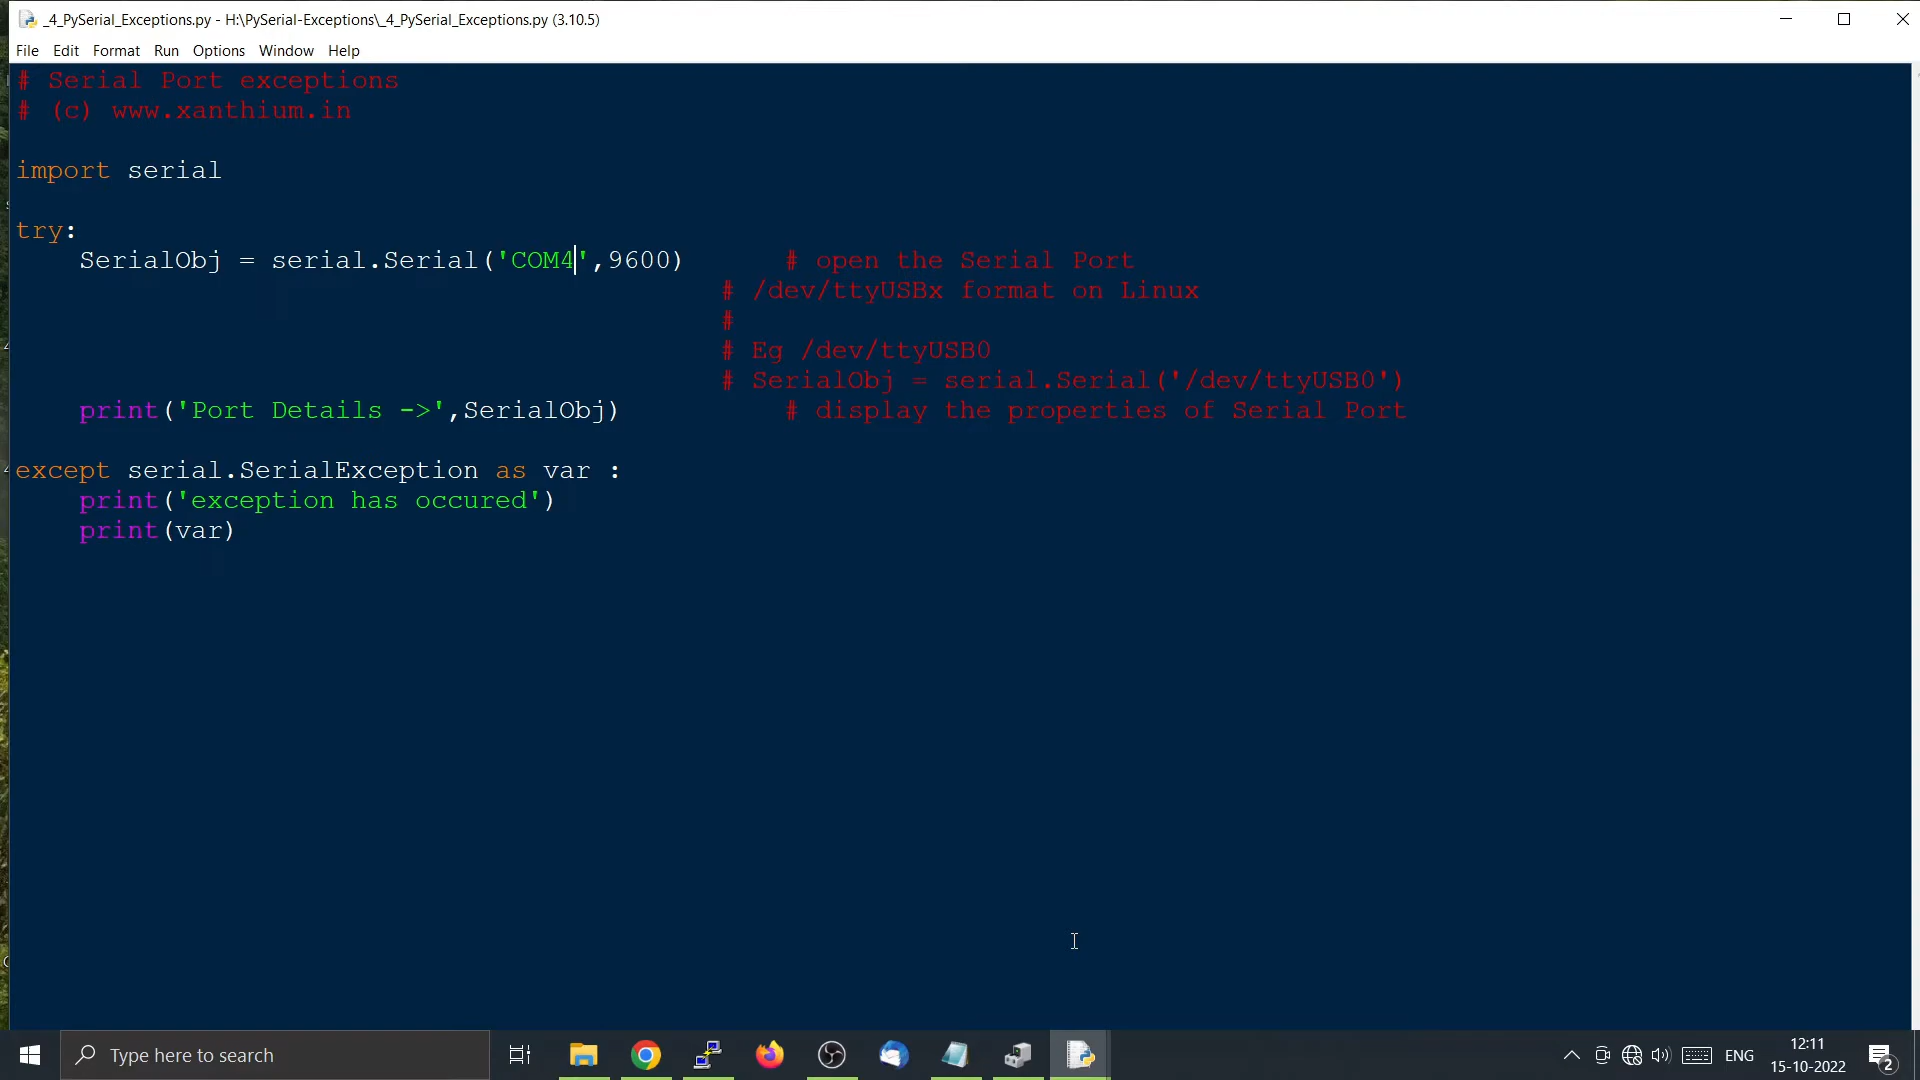 _4_PySerial_Exceptions.py - H:\PySerial-Exceptions\_4_PySerial_Exceptions.py (3.10.5)
File Edit Format Run Options Window Help
# Serial Port exceptions
# (c) www.xanthium.in
import serial
try:
SerialObj = serial.Serial('COM4',9600) # open the Serial Port
# /dev/ttyUSBx format on Linux
#
# Eg /dev/ttyUSB0
# SerialObj = serial.Serial('/dev/ttyUSB0')
print('Port Details ->',SerialObj) # display the properties of Serial Port
except serial.SerialException as var :
print('exception has occured')
print(var)
Type here to search
ENG
12:11
15-10-2022
2